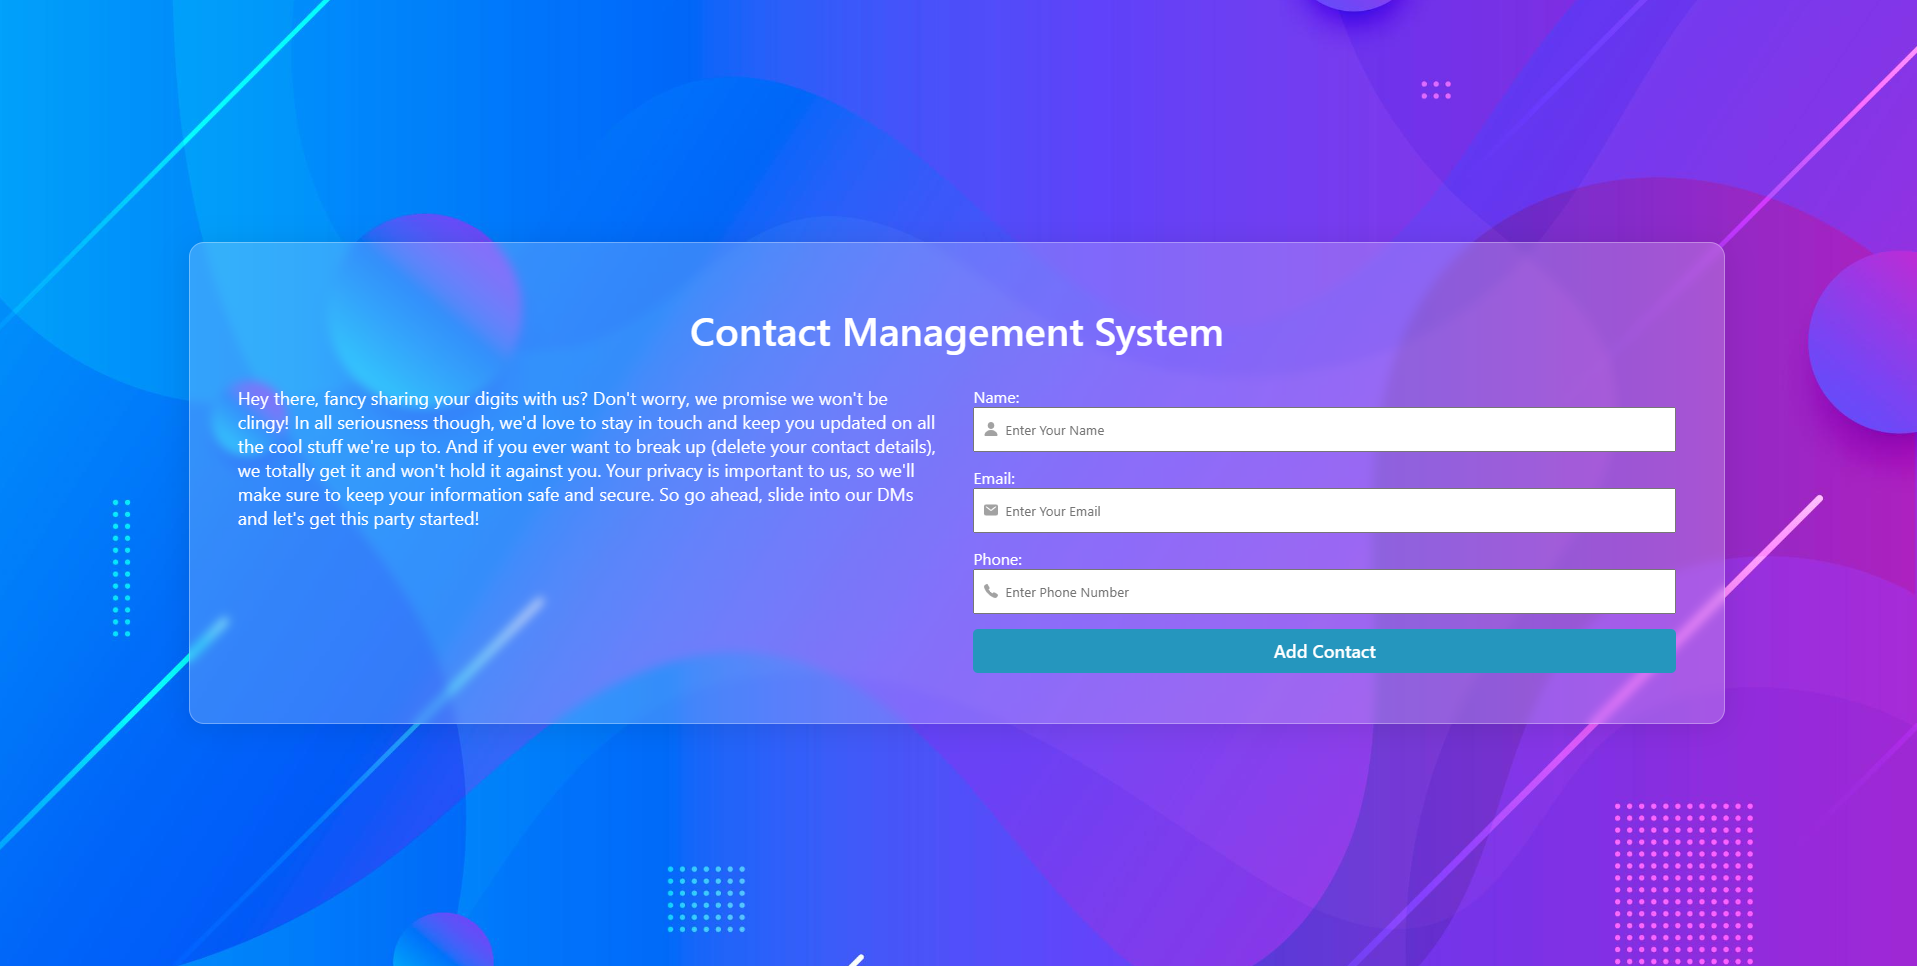 Contact Management System
Hey there, fancy sharing your digits with us? Don't worry, we promise we won't be
clingy! In all seriousness though, we'd love to stay in touch and keep you updated on all
the cool stuff we're up to. And if you ever want to break up (delete your contact details),
we totally get it and won't hold it against you. Your privacy is important to us, so we'll
make sure to keep your information safe and secure. So go ahead, slide into our DMs
and let's get this party started!
Name:
Enter Your Name
Email:
Enter Your Email
Phone:
Enter Phone Number
Add Contact